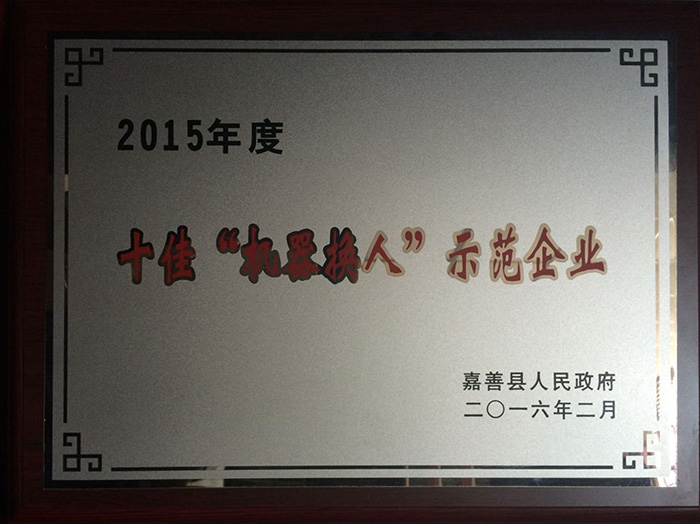 2015年度
十佳“机器换人”示范企业
嘉善县人民政府
二〇一六年二月